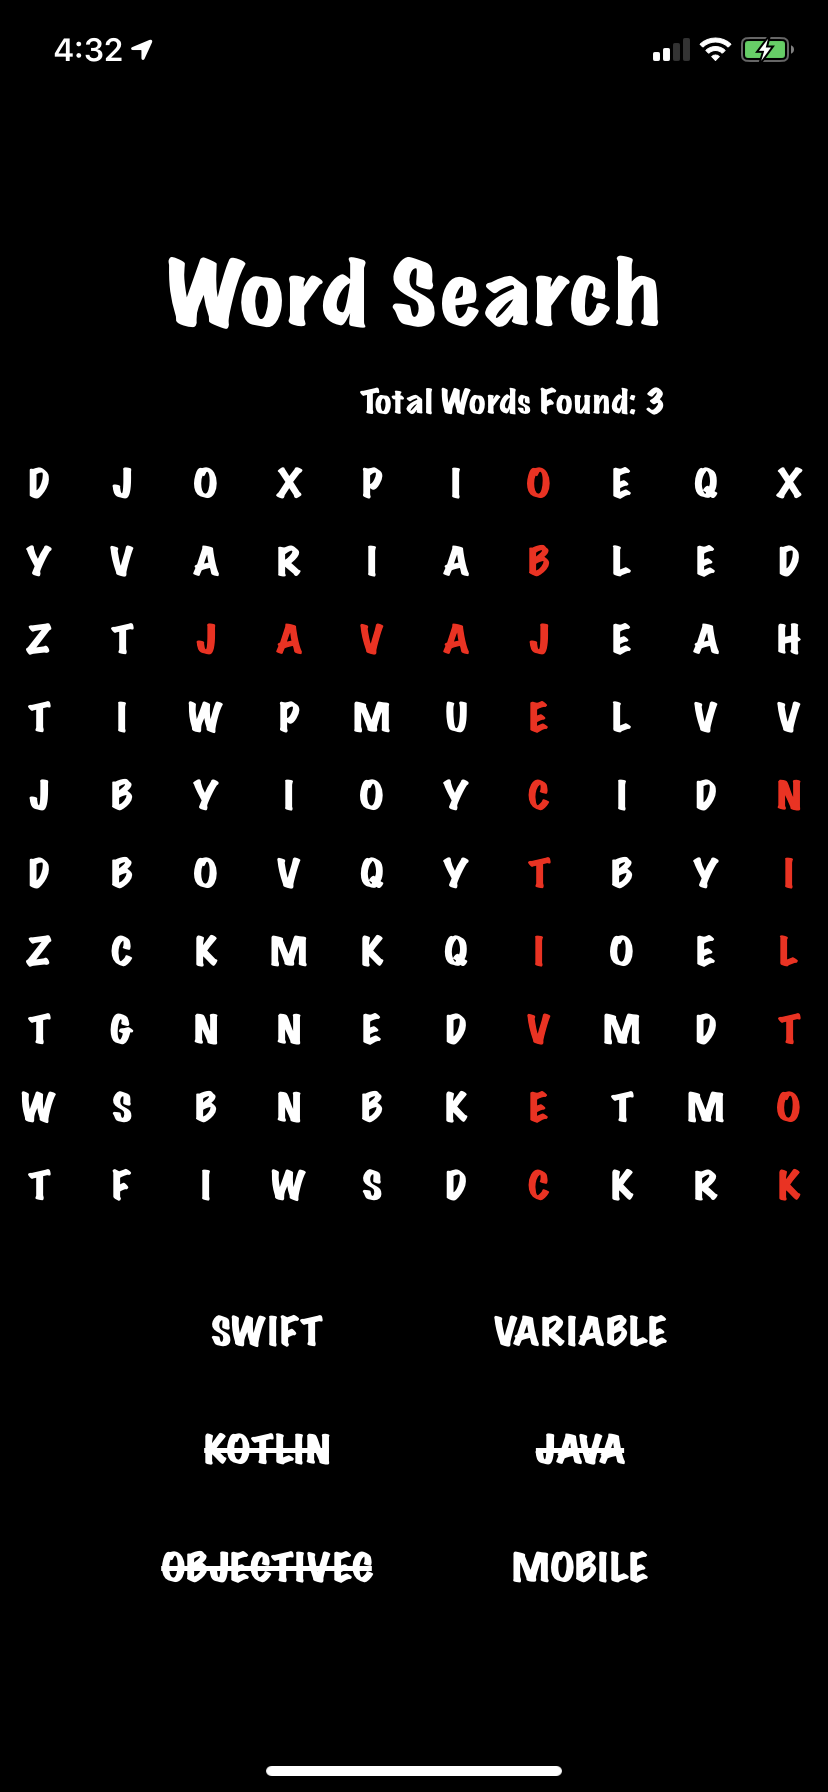 4:32
Word Search
Total Words Found: 3
D J O X P I O E Q X
Y V A R I A B L E D
Z T J A V A J E A H
T I W P M U E L V V
J B Y I O Y C I D N
D B O V Q Y T B Y I
Z C K M K Q I O E L
T G N N E D V M D T
W S B N B K E T M O
T F I W S D C K R K
SWIFT VARIABLE
KOTLIN JAVA
OBJECTIVEC MOBILE